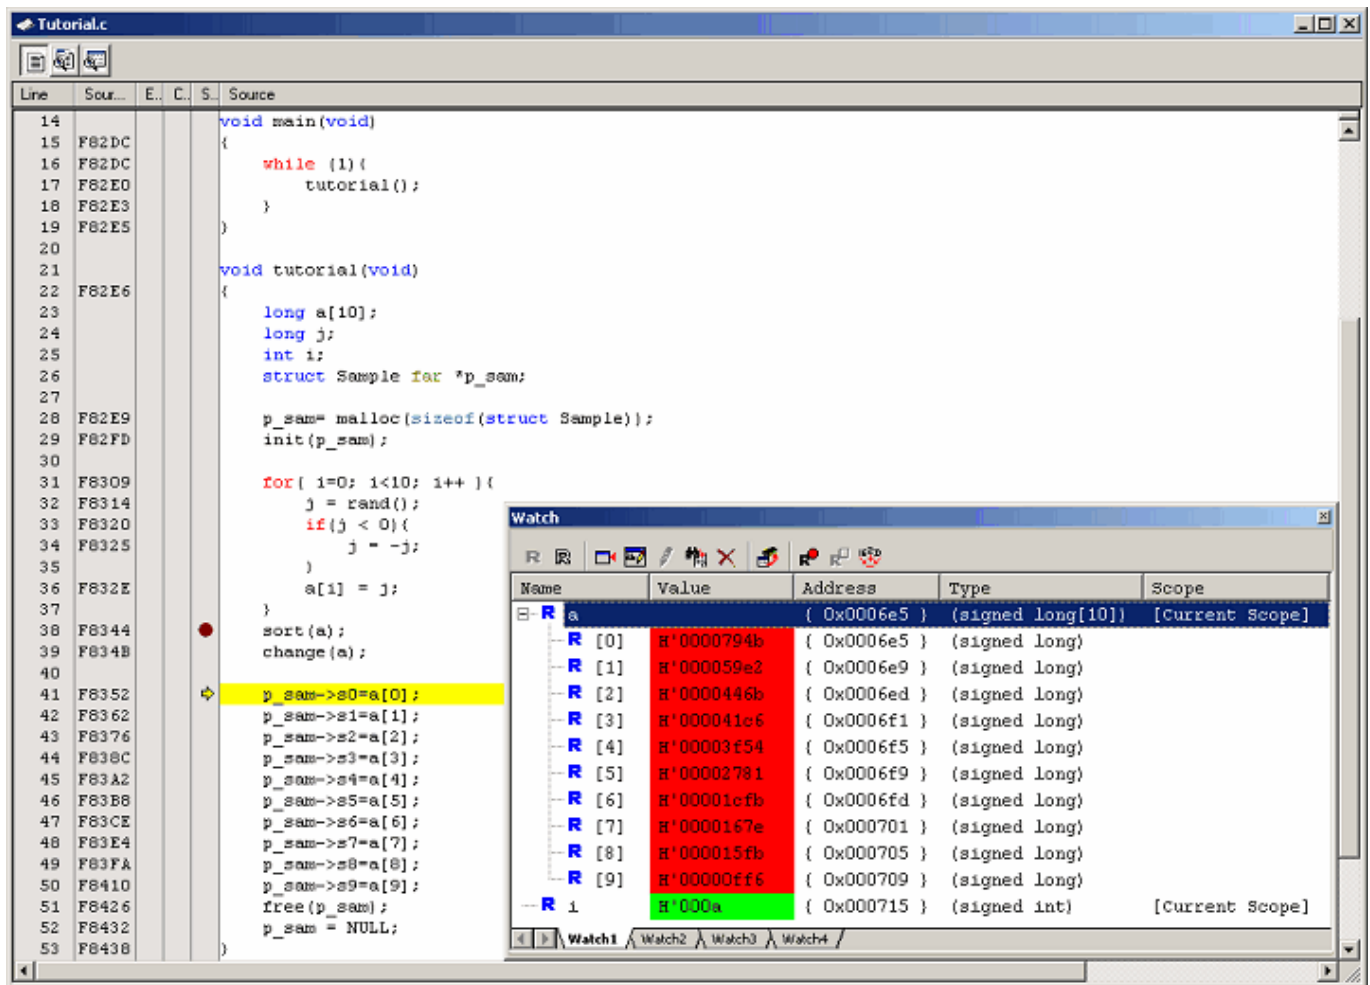 Tutorial.c
Line Sour... E.. C.. S.. Source
14 void main(void)
15 F82DC {
16 F82DC while (1){
17 F82E0 tutorial();
18 F82E3 }
19 F82E5 }
20
21 void tutorial(void)
22 F82E6 {
23 long a[10];
24 long j;
25 int i;
26 struct Sample far *p_sam;
27
28 F82E9 p_sam= malloc(sizeof(struct Sample));
29 F82FD init(p_sam);
30
31 F8309 for( i=0; i<10; i++ ){
32 F8314 j = rand();
33 F8320 if(j < 0){
34 F8325 j = -j;
35 }
36 F832E a[i] = j;
37 }
38 F8344 sort(a);
39 F834B change(a);
40
41 F8352 p_sam->s0=a[0];
42 F8362 p_sam->s1=a[1];
43 F8376 p_sam->s2=a[2];
44 F838C p_sam->s3=a[3];
45 F83A2 p_sam->s4=a[4];
46 F83B8 p_sam->s5=a[5];
47 F83CE p_sam->s6=a[6];
48 F83E4 p_sam->s7=a[7];
49 F83FA p_sam->s8=a[8];
50 F8410 p_sam->s9=a[9];
51 F8426 free(p_sam);
52 F8432 p_sam = NULL;
53 F8438 }
Watch
Name Value Address Type Scope
R a { 0x0006e5 } (signed long[10]) [Current Scope]
R [0] H'0000794b { 0x0006e5 } (signed long)
R [1] H'000059e2 { 0x0006e9 } (signed long)
R [2] H'0000446b { 0x0006ed } (signed long)
R [3] H'000041c6 { 0x0006f1 } (signed long)
R [4] H'00003f54 { 0x0006f5 } (signed long)
R [5] H'00002781 { 0x0006f9 } (signed long)
R [6] H'00001cfb { 0x0006fd } (signed long)
R [7] H'0000167e { 0x000701 } (signed long)
R [8] H'000015fb { 0x000705 } (signed long)
R [9] H'00000ff6 { 0x000709 } (signed long)
R i H'000a { 0x000715 } (signed int) [Current Scope]
Watch1 Watch2 Watch3 Watch4